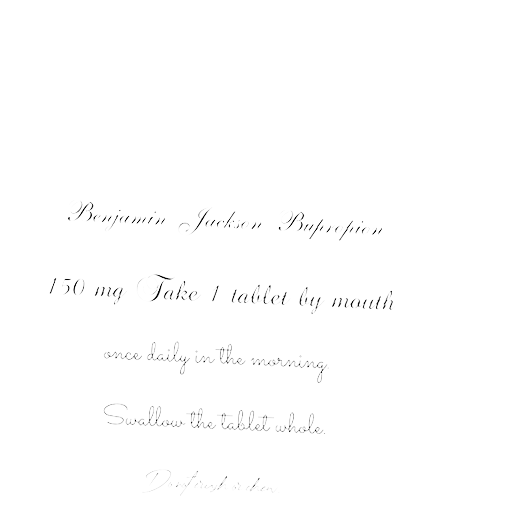 Benjamin Jackson Bupropion
150 mg Take 1 tablet by mouth
once daily in the morning.
Swallow the tablet whole.